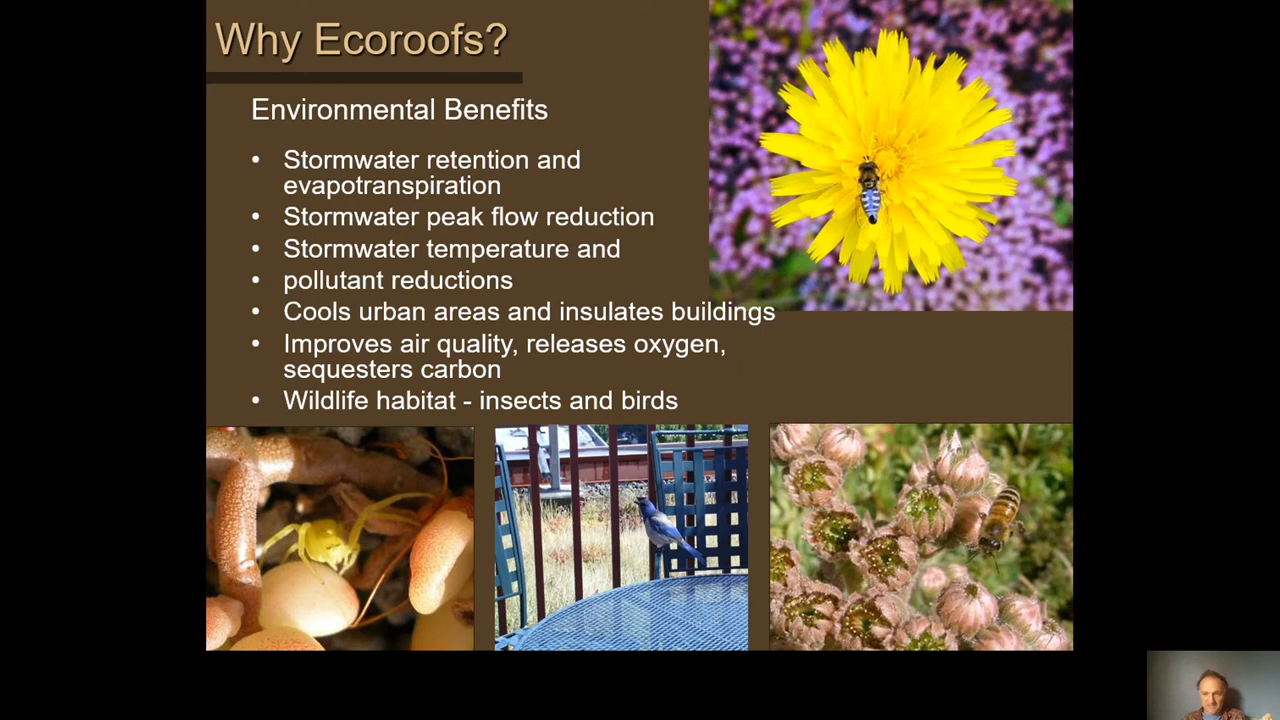 Why Ecoroofs?
Environmental Benefits
• Stormwater retention and
evapotranspiration
• Stormwater peak flow reduction
• Stormwater temperature and
• pollutant reductions
• Cools urban areas and insulates buildings
• Improves air quality, releases oxygen,
sequesters carbon
• Wildlife habitat - insects and birds